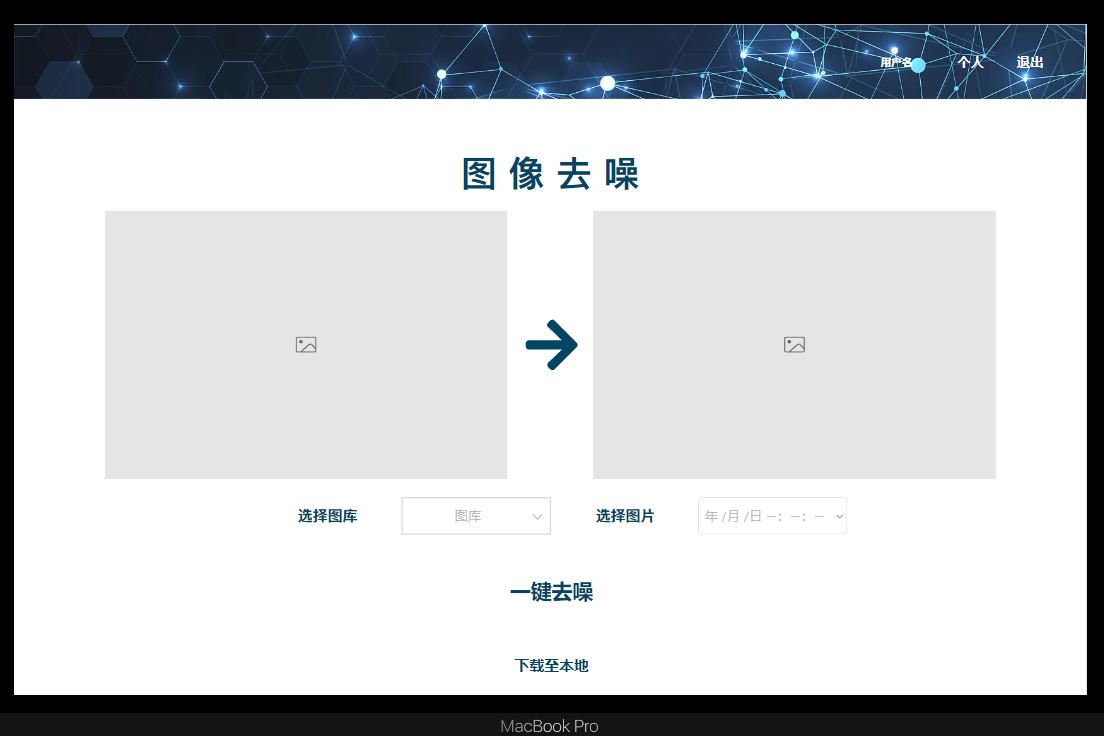 用户名 个人 退出
图像去噪
选择图库 图库 选择图片 年 /月 /日 －: －: －
一键去噪
下载至本地
MacBook Pro